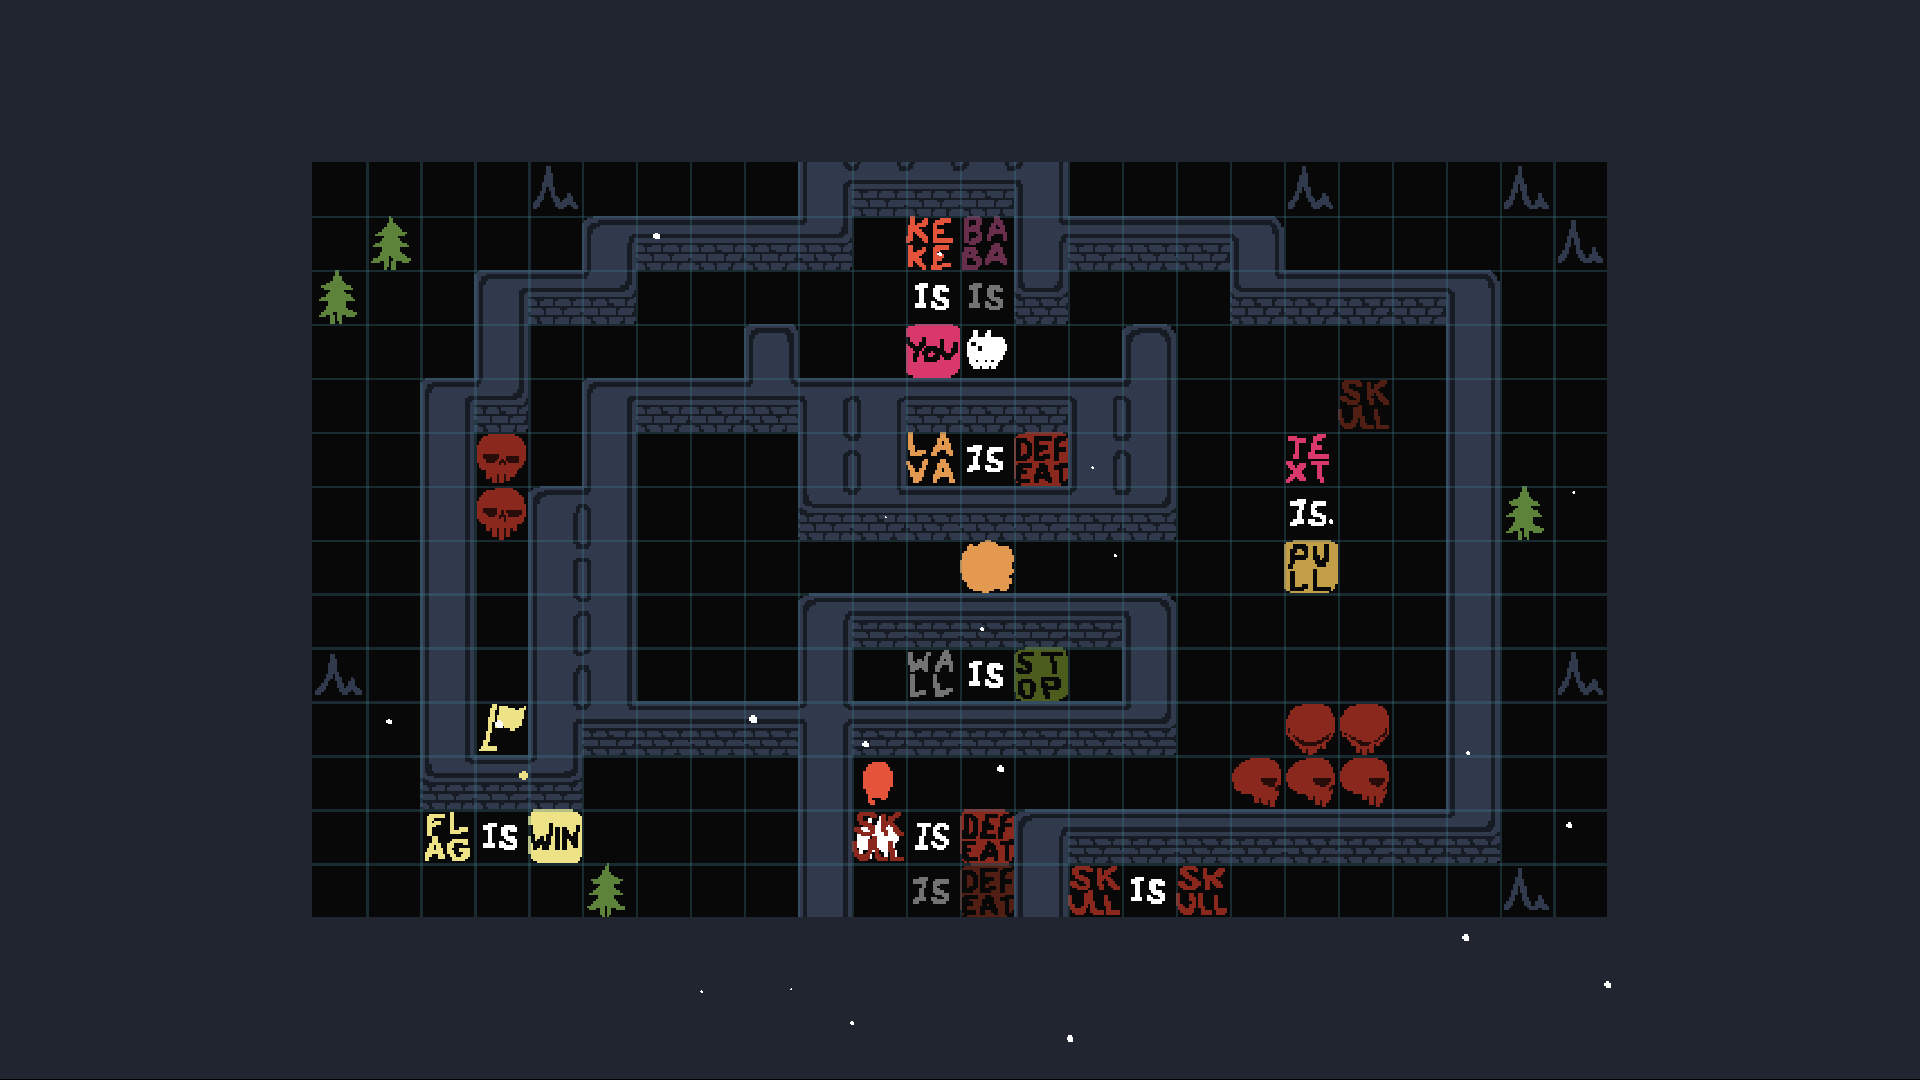 KEKE BABA
IS IS
YOU
SKULL
LAVA IS DEFEAT
TEXT
IS.
PULL
WALL IS STOP
FLAG IS WIN
SKULL IS DEFEAT
IS DEFEAT
SKULL IS SKULL